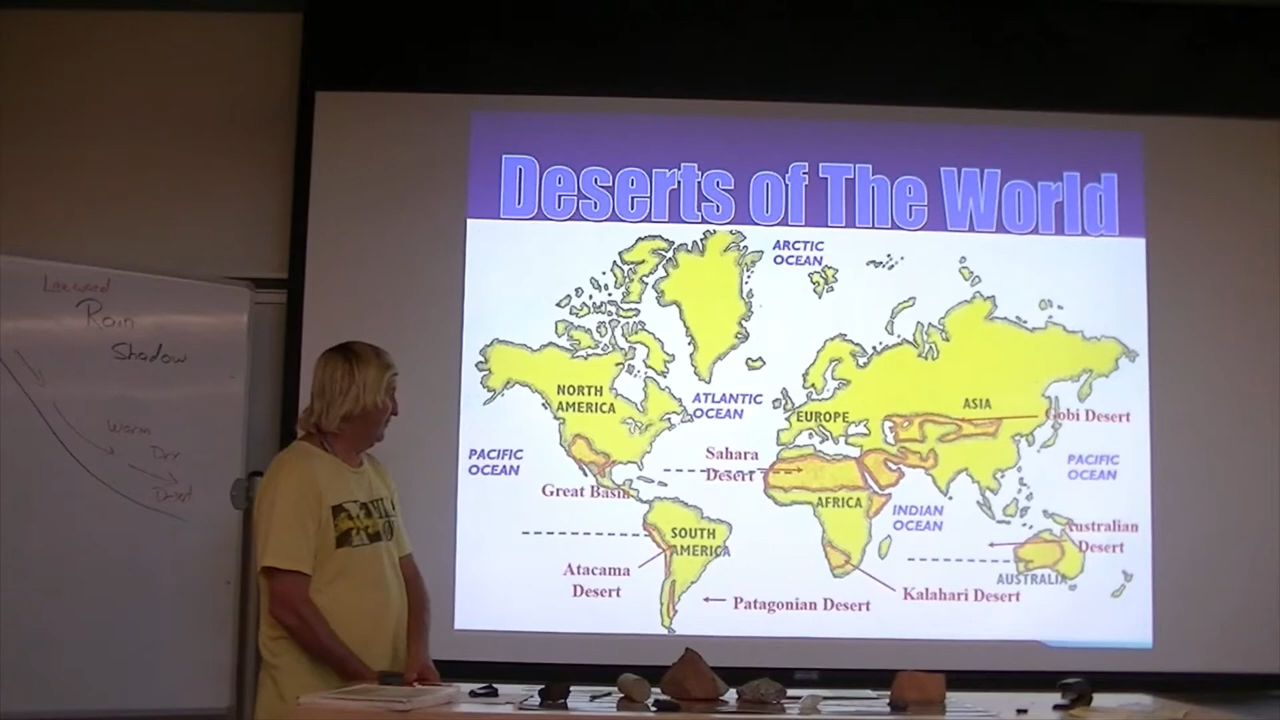 Leeward
Rain
Shadow
Warm
Dry
Desert
Deserts of The World
ARCTIC
OCEAN
NORTH
AMERICA
ATLANTIC
OCEAN
EUROPE
ASIA
Gobi Desert
PACIFIC
OCEAN
Sahara
Desert
PACIFIC
OCEAN
Great Basin
AFRICA
INDIAN
OCEAN
SOUTH
AMERICA
Australian
Desert
Atacama
Desert
AUSTRALIA
Kalahari Desert
Patagonian Desert